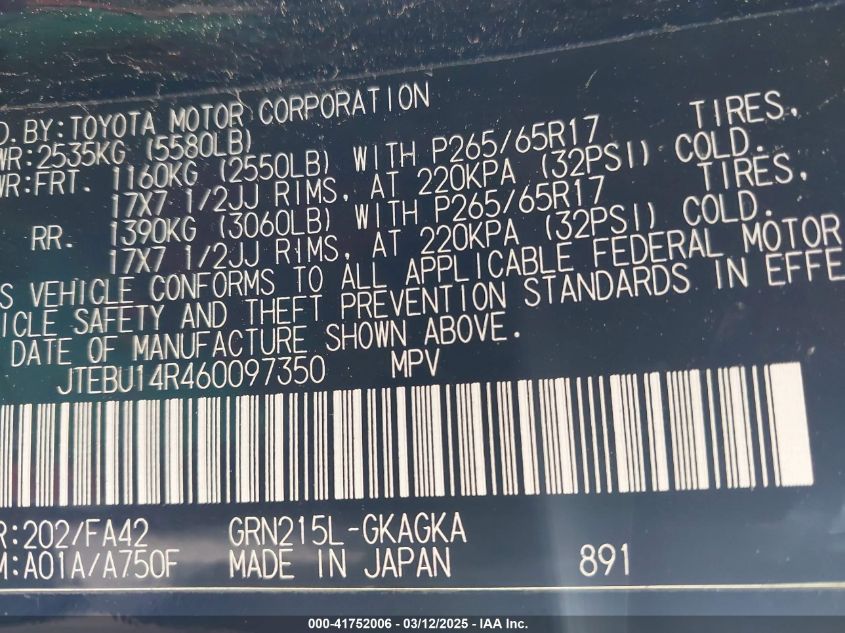 D. BY: TOYOTA MOTOR CORPORATION
WR: 2535KG (5580LB)
WR: FRT. 1160KG (2550LB) WITH P265/65R17 TIRES,
17X7 1/2JJ RIMS, AT 220KPA (32PSI) COLD.
RR. 1390KG (3060LB) WITH P265/65R17 TIRES,
17X7 1/2JJ RIMS, AT 220KPA (32PSI) COLD.
S VEHICLE CONFORMS TO ALL APPLICABLE FEDERAL MOTOR
ICLE SAFETY AND THEFT PREVENTION STANDARDS IN EFFE
DATE OF MANUFACTURE SHOWN ABOVE.
JTEBU14R460097350 MPV
R:202/FA42 GRN215L-GKAGKA
M:A01A/A750F MADE IN JAPAN 891
000-41752006 - 03/12/2025 - IAA Inc.